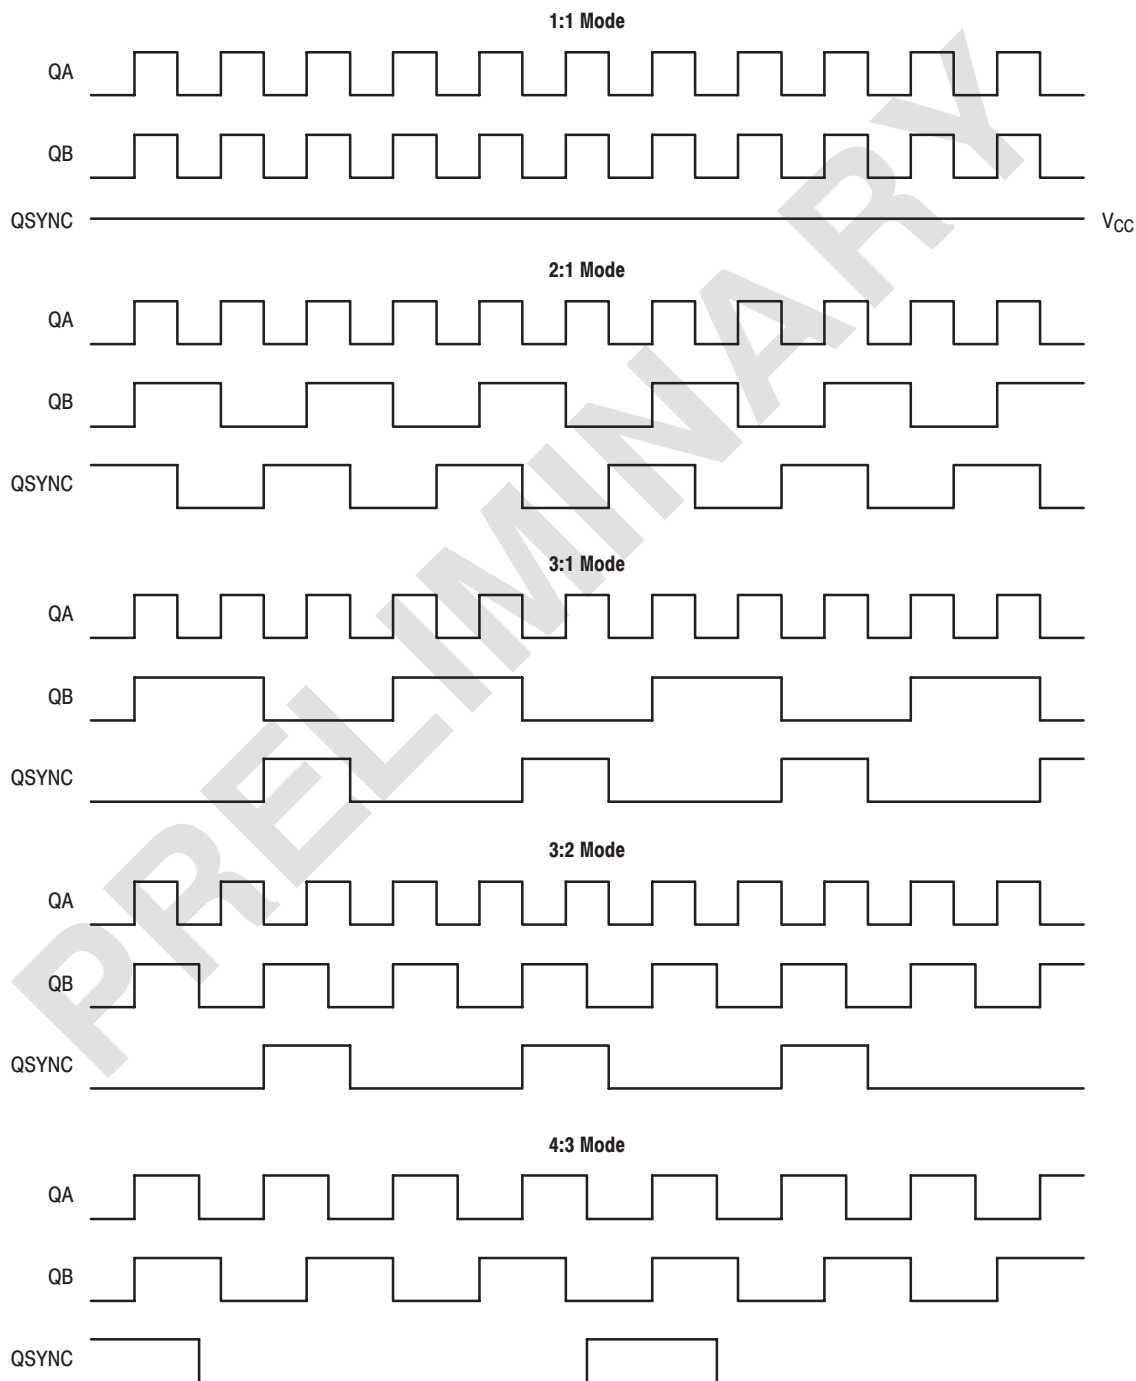 1:1 Mode
QA
QB
QSYNC
VCC
2:1 Mode
QA
QB
QSYNC
3:1 Mode
QA
QB
QSYNC
3:2 Mode
QA
QB
QSYNC
4:3 Mode
QA
QB
QSYNC
PRELIMINARY